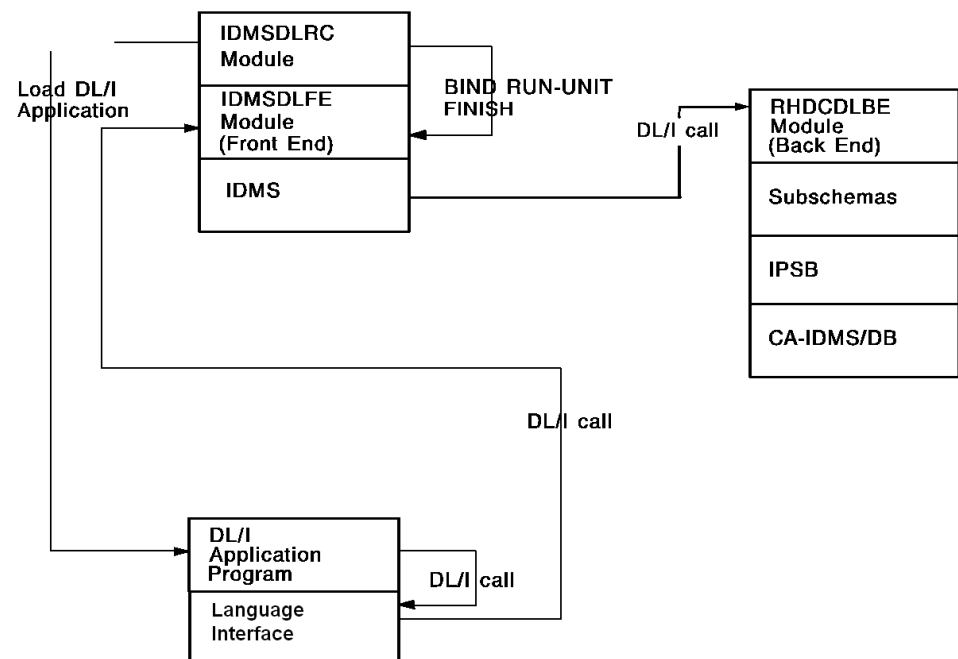 IDMSDLRC
Module
Load DL/I
Application
IDMSDLFE
Module
(Front End)
BIND RUN-UNIT
FINISH
IDMS
DL/I call
RHDCDLBE
Module
(Back End)
Subschemas
IPSB
CA-IDMS/DB
DL/I call
DL/I
Application
Program
DL/I call
Language
Interface